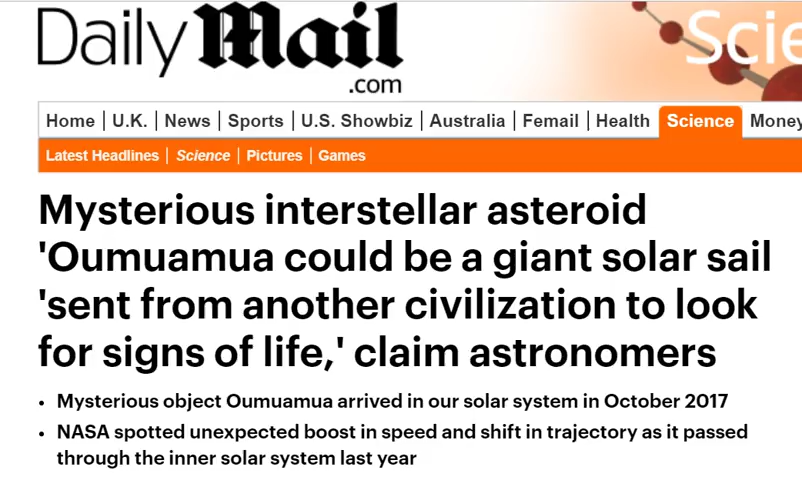 Daily Mail
.com
Home | U.K. | News | Sports | U.S. Showbiz | Australia | Femail | Health | Science
Latest Headlines | Science | Pictures | Games
Mysterious interstellar asteroid
'Oumuamua could be a giant solar sail
'sent from another civilization to look
for signs of life,' claim astronomers
• Mysterious object Oumuamua arrived in our solar system in October 2017
• NASA spotted unexpected boost in speed and shift in trajectory as it passed
through the inner solar system last year